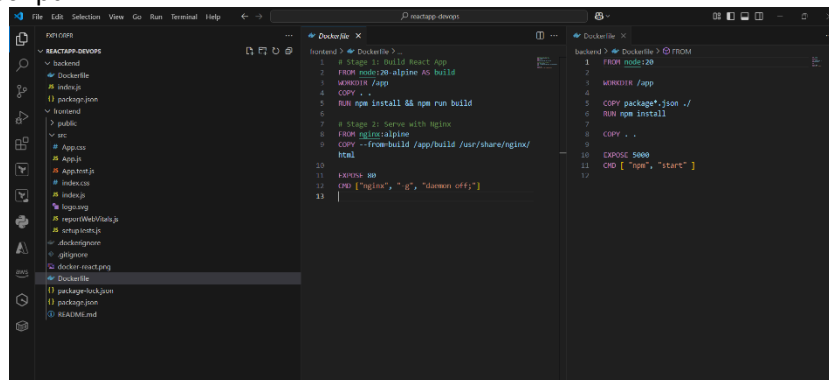 File Edit Selection View Go Run Terminal Help
reactapp-devops
EXPLORER
REACTAPP-DEVOPS
backend
Dockerfile
JS index.js
{} package.json
frontend
public
src
# App.css
JS App.js
JS App.test.js
# index.css
JS index.js
logo.svg
JS reportWebVitals.js
JS setupTests.js
.dockerignore
.gitignore
docker-react.png
Dockerfile
{} package-lock.json
{} package.json
README.md
aws
Dockerfile
frontend > Dockerfile > ...
1 # Stage 1: Build React App
2 FROM node:20-alpine AS build
3 WORKDIR /app
4 COPY . .
5 RUN npm install && npm run build
6
7 # Stage 2: Serve with Nginx
8 FROM nginx:alpine
9 COPY --from=build /app/build /usr/share/nginx/
html
10
11 EXPOSE 80
12 CMD ["nginx", "-g", "daemon off;"]
13
Dockerfile
backend > Dockerfile > FROM
1 FROM node:20
2
3 WORKDIR /app
4
5 COPY package*.json ./
6 RUN npm install
7
8 COPY . .
9
10 EXPOSE 5000
11 CMD [ "npm", "start" ]
12